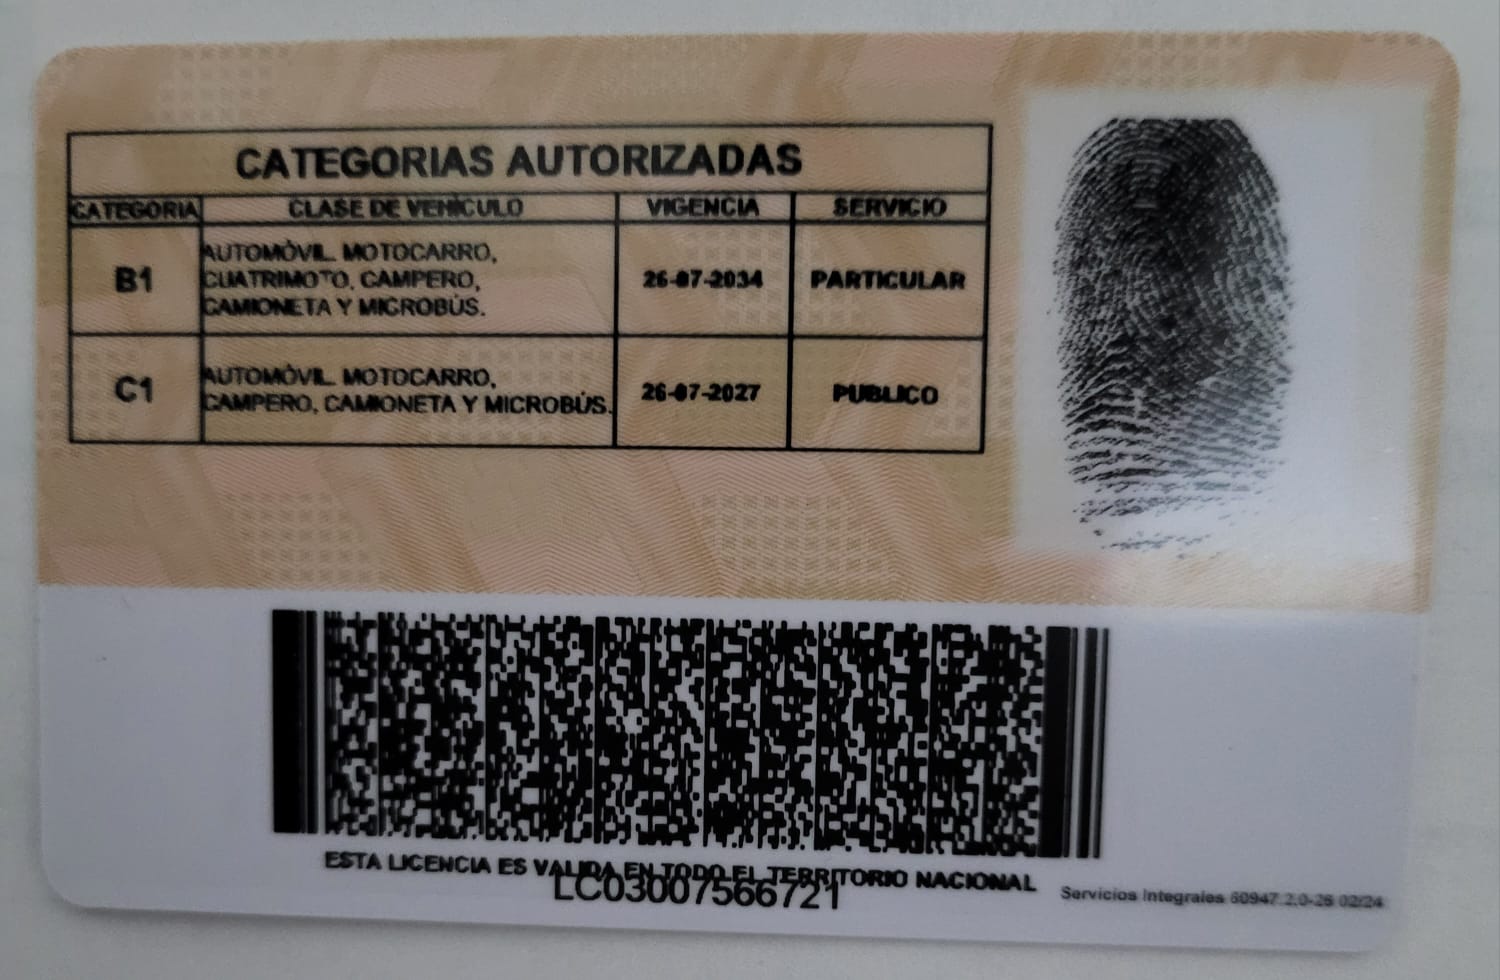 CATEGORIAS AUTORIZADAS
CATEGORIA CLASE DE VEHÍCULO VIGENCIA SERVICIO
B1 AUTOMÓVIL. MOTOCARRO, CUATRIMOTO, CAMPERO, CAMIONETA Y MICROBÚS. 26-07-2034 PARTICULAR
C1 AUTOMÓVIL. MOTOCARRO, CAMPERO, CAMIONETA Y MICROBÚS. 26-07-2027 PUBLICO
ESTA LICENCIA ES VALIDA EN TODO EL TERRITORIO NACIONAL
LC03007566721
Servicios Integrales 60947.2.0-26 02/24